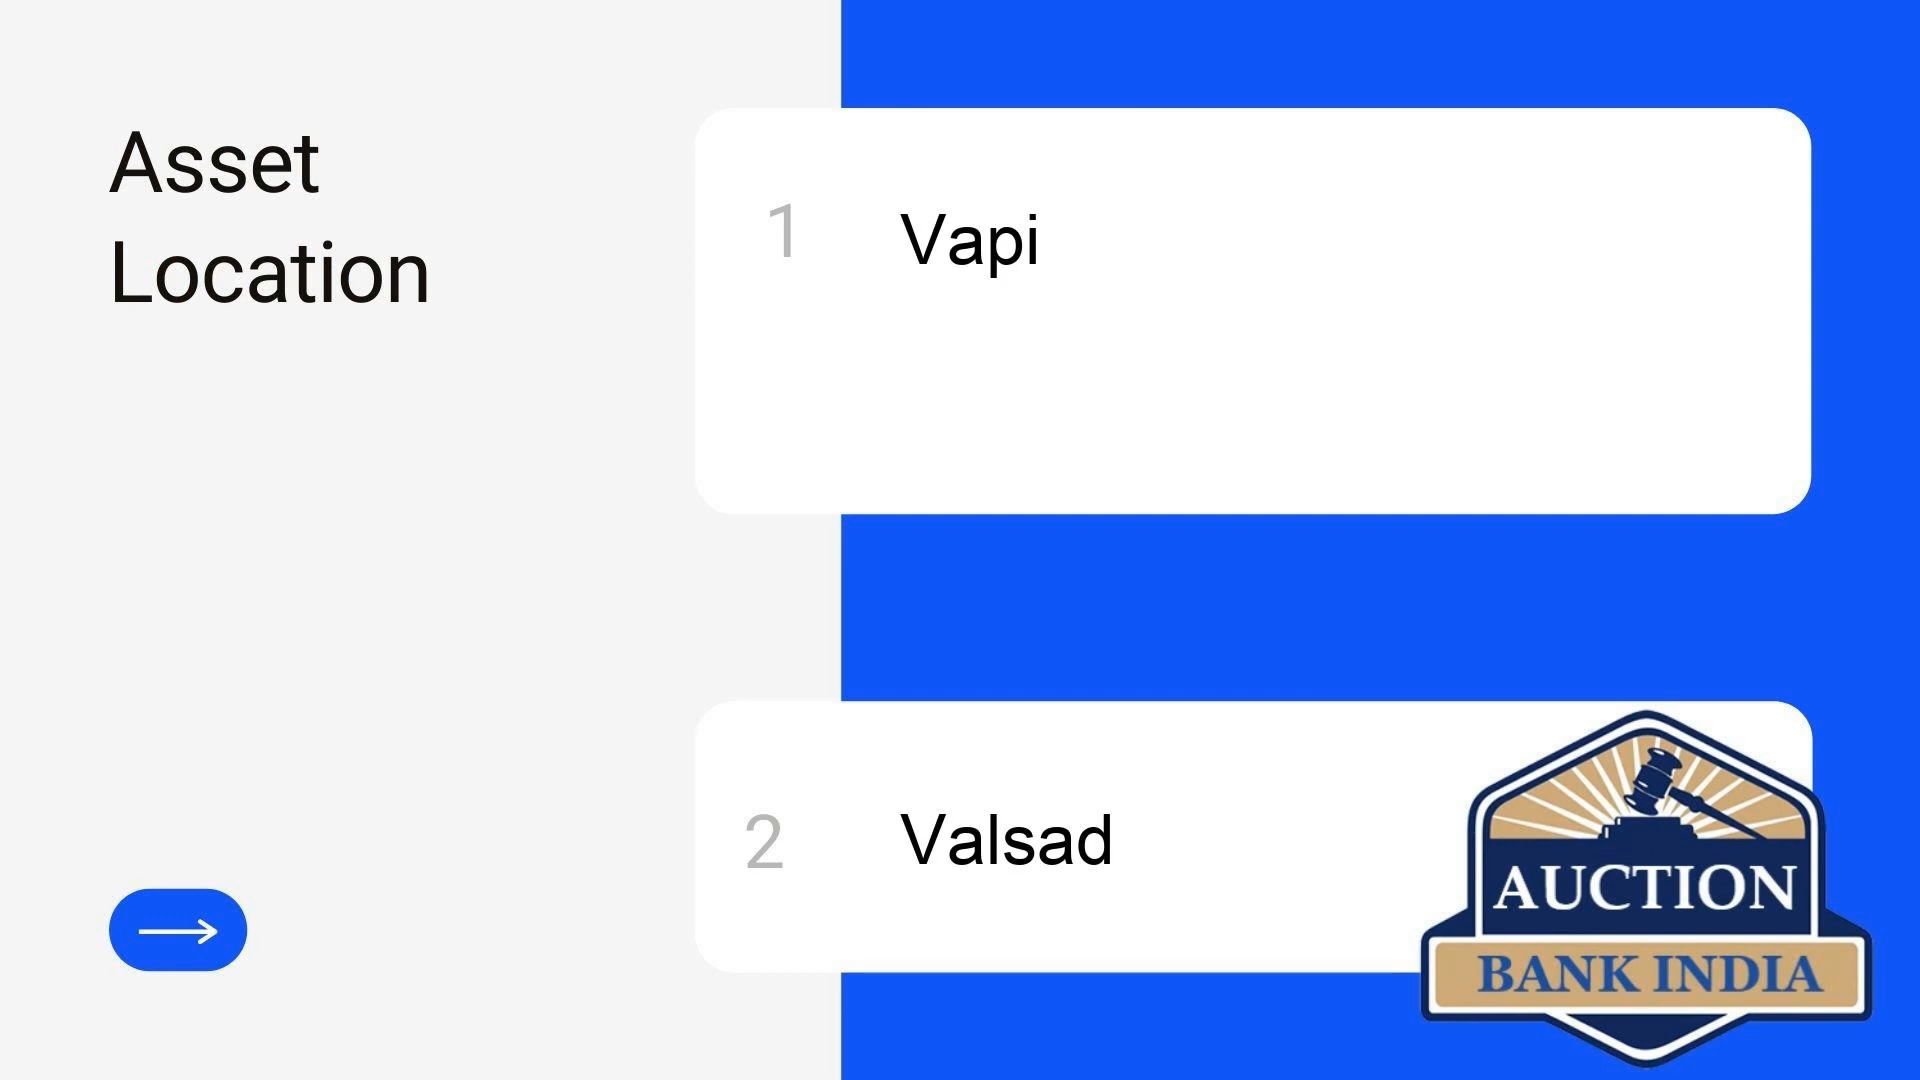 Asset
Location
1
Vapi
2
Valsad
AUCTION
BANK INDIA